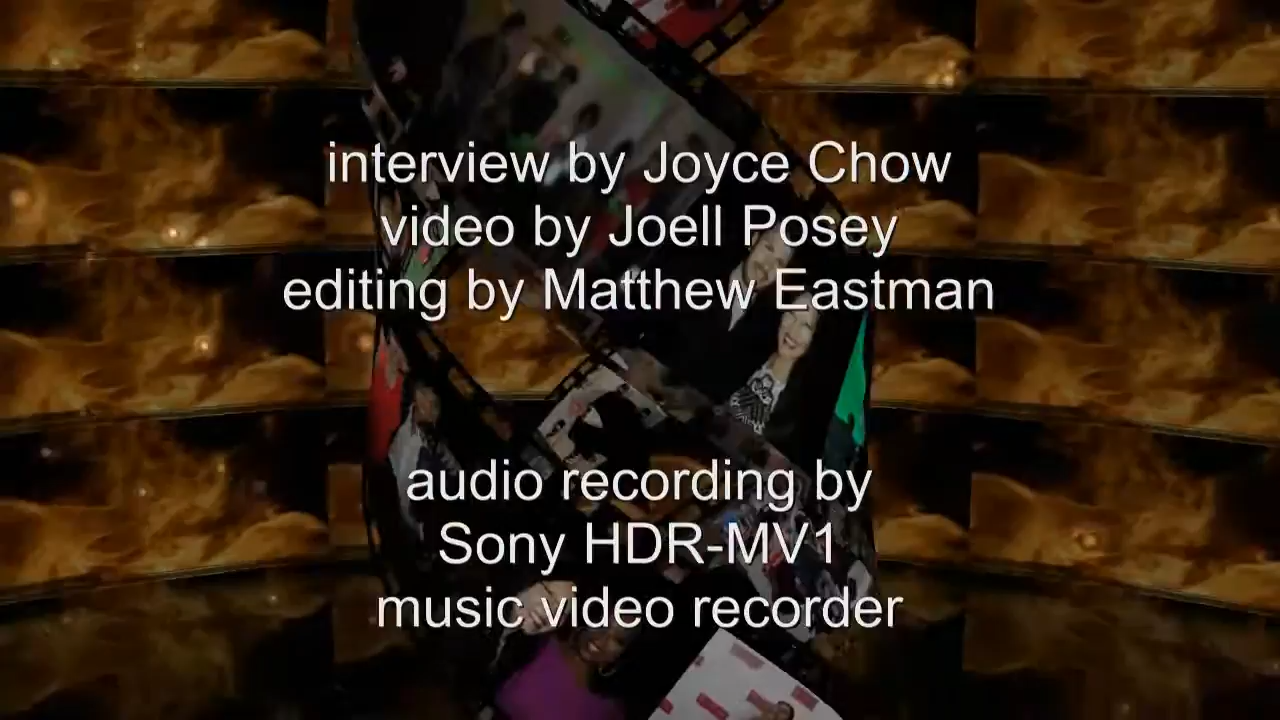 interview by Joyce Chow
video by Joell Posey
editing by Matthew Eastman
audio recording by
Sony HDR-MV1
music video recorder